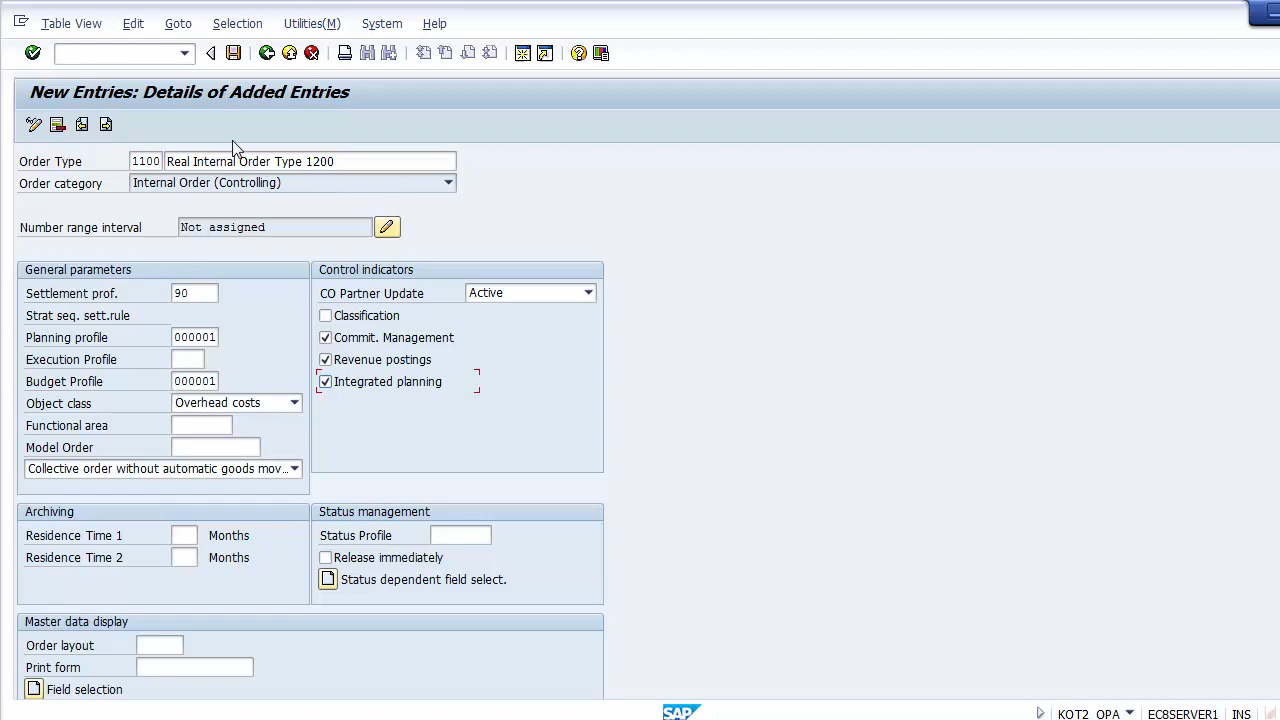 Table View Edit Goto Selection Utilities(M) System Help
New Entries: Details of Added Entries
Order Type 1100 Real Internal Order Type 1200
Order category Internal Order (Controlling)
Number range interval Not assigned
General parameters
Settlement prof. 90
Strat seq. sett.rule
Planning profile 000001
Execution Profile
Budget Profile 000001
Object class Overhead costs
Functional area
Model Order
Collective order without automatic goods mov...
Control indicators
CO Partner Update Active
Classification
Commit. Management
Revenue postings
Integrated planning
Archiving
Residence Time 1 Months
Residence Time 2 Months
Status management
Status Profile
Release immediately
Status dependent field select.
Master data display
Order layout
Print form
Field selection
SAP
KOT2_OPA EC8SERVER1 INS